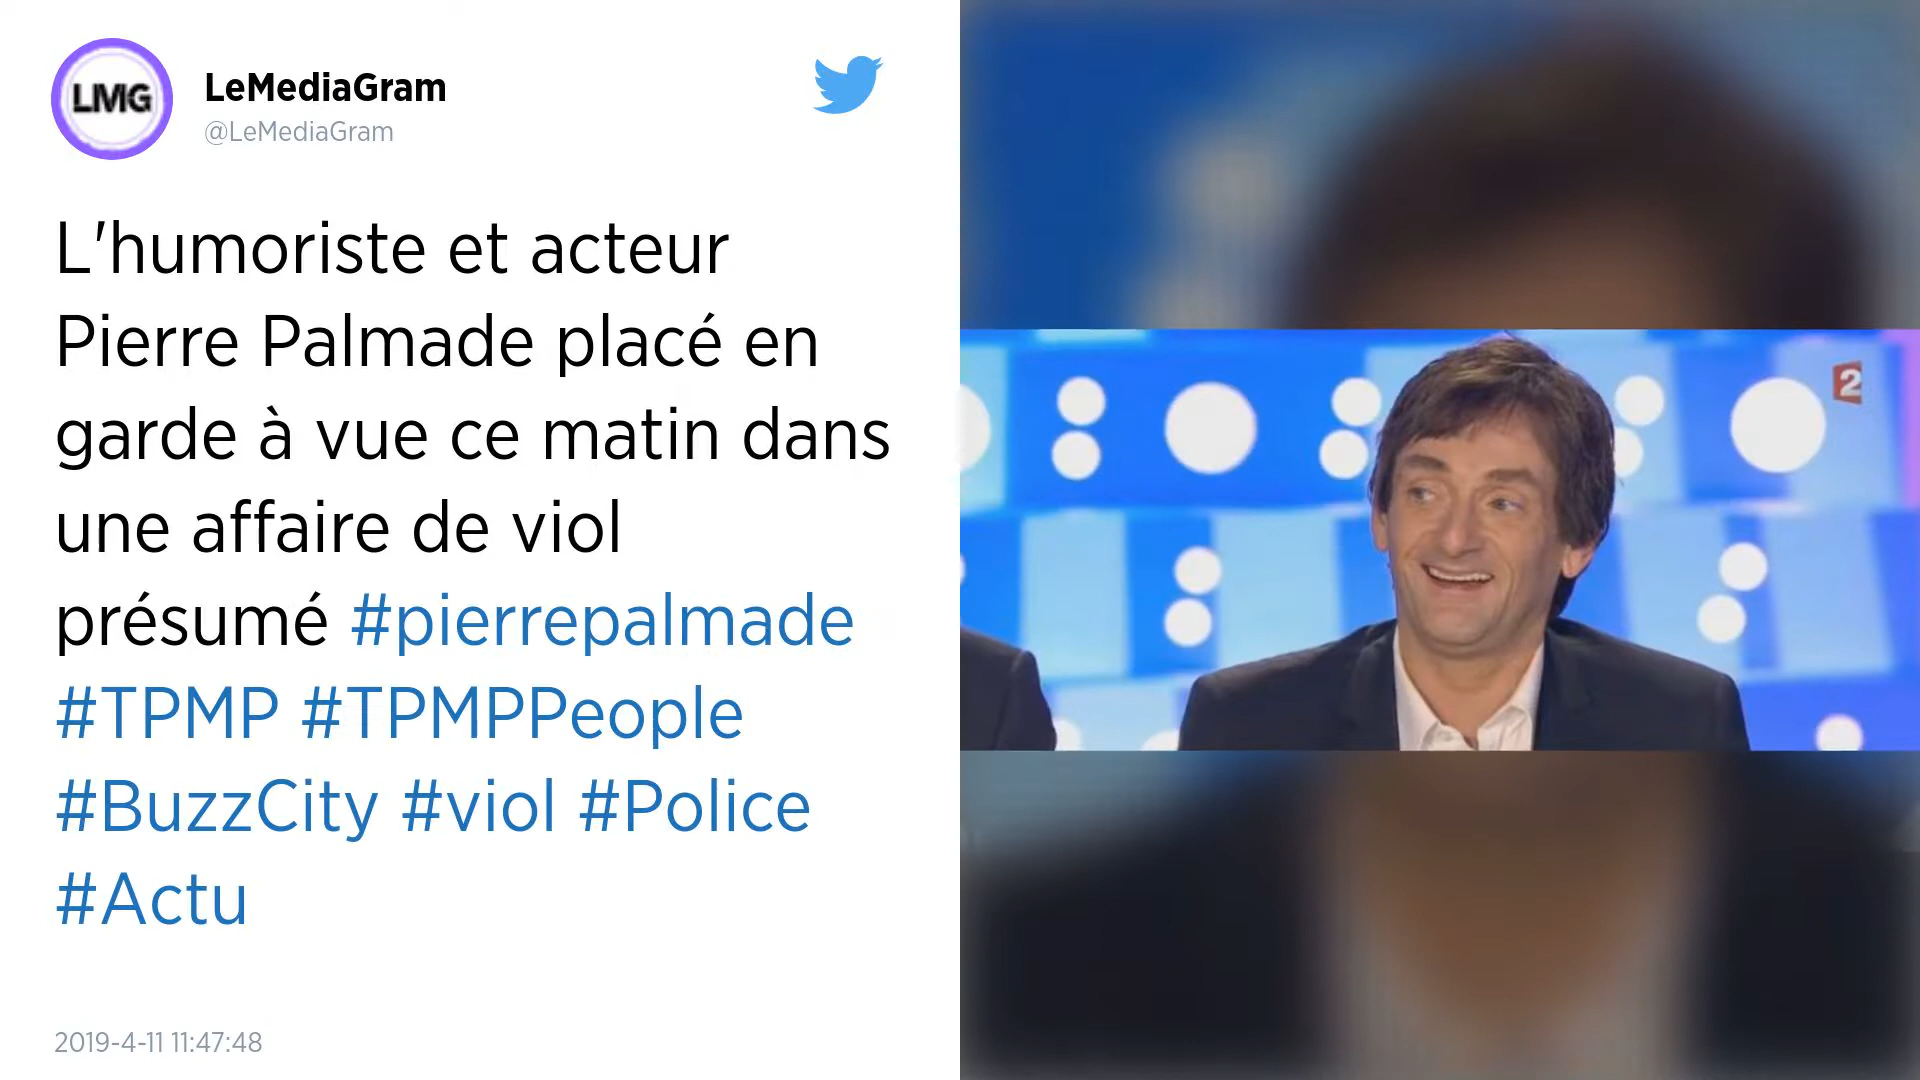 LMG
LeMediaGram
@LeMediaGram
L'humoriste et acteur
Pierre Palmade placé en
garde à vue ce matin dans
une affaire de viol
présumé #pierrepalmade
#TPMP #TPMPPeople
#BuzzCity #viol #Police
#Actu
2019-4-11 11:47:48
2